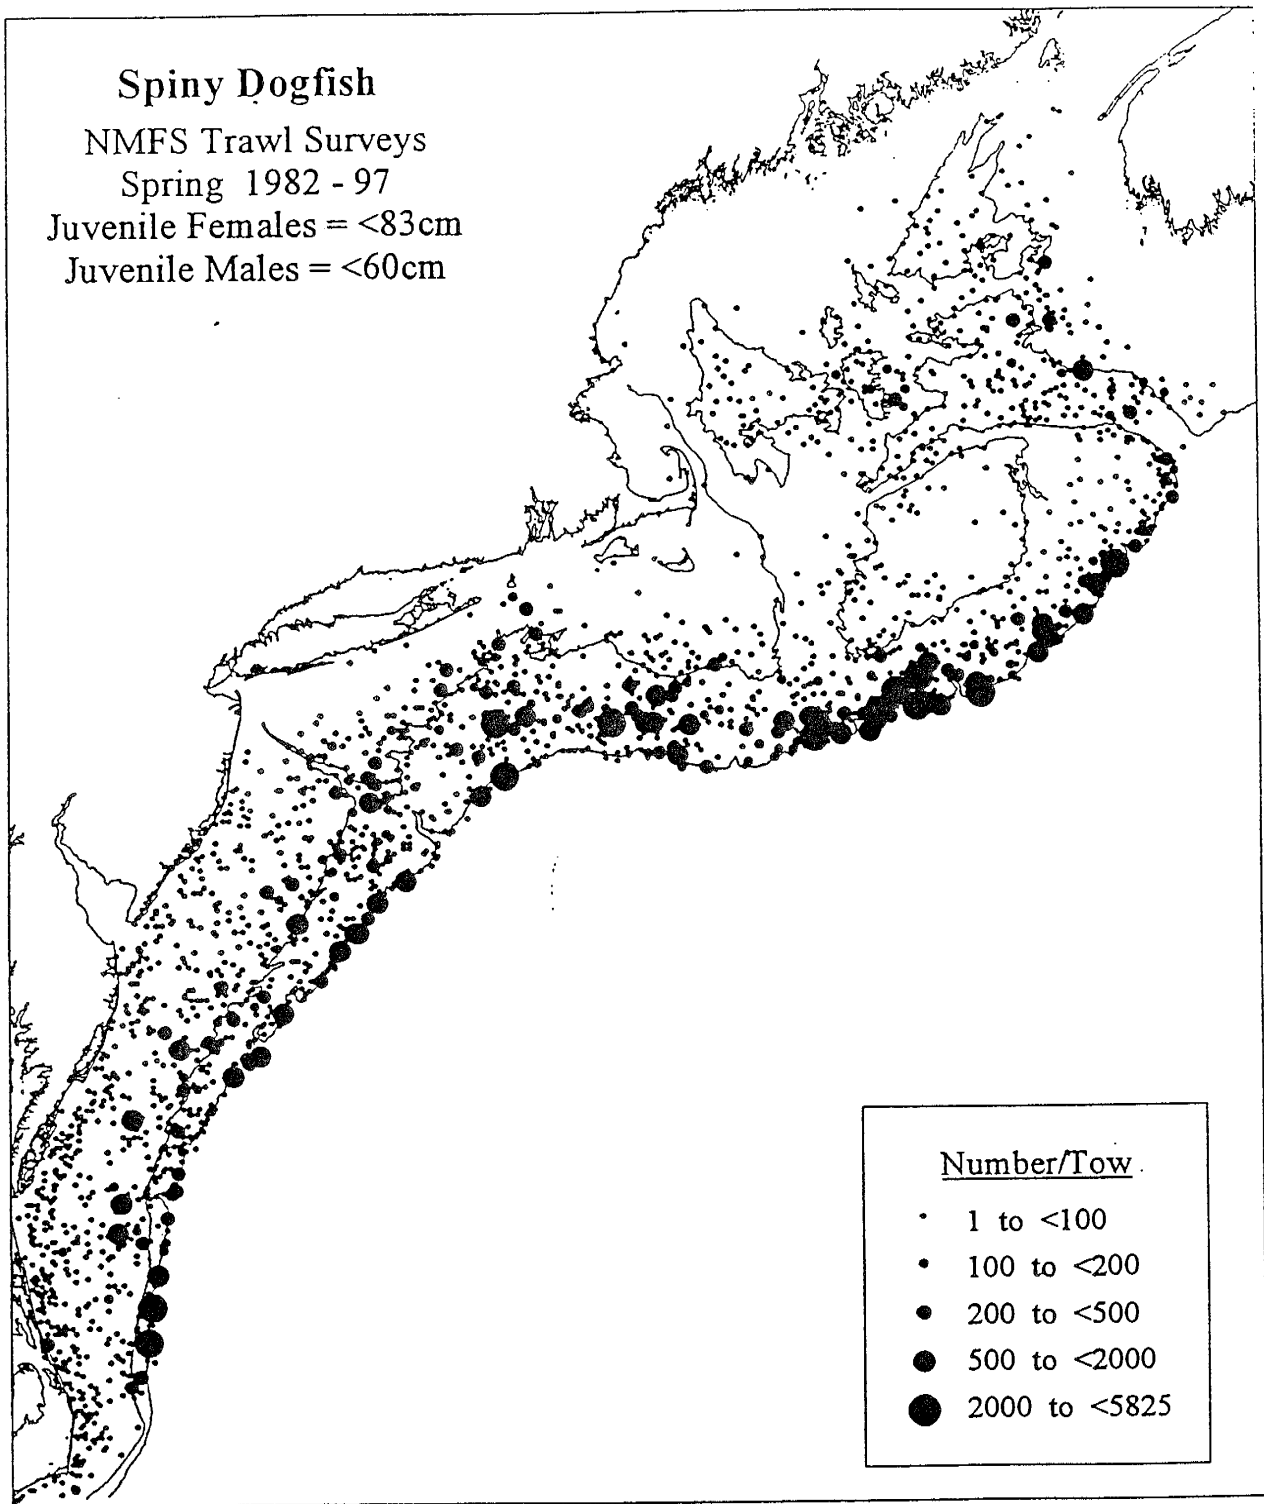 Spiny Dogfish
NMFS Trawl Surveys
Spring 1982 - 97
Juvenile Females = <83cm
Juvenile Males = <60cm
Number/Tow
1 to <100
100 to <200
200 to <500
500 to <2000
2000 to <5825